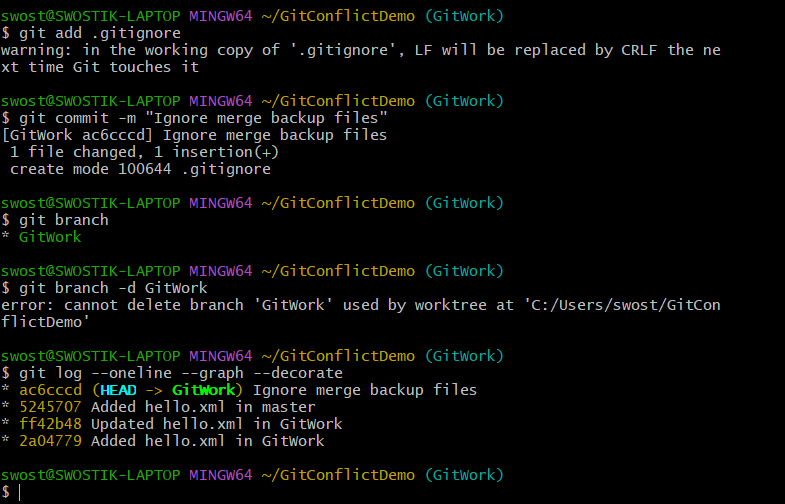 swost@SWOSTIK-LAPTOP MINGW64 ~/GitConflictDemo (GitWork)
$ git add .gitignore
warning: in the working copy of '.gitignore', LF will be replaced by CRLF the ne
xt time Git touches it
swost@SWOSTIK-LAPTOP MINGW64 ~/GitConflictDemo (GitWork)
$ git commit -m "Ignore merge backup files"
[GitWork ac6cccd] Ignore merge backup files
 1 file changed, 1 insertion(+)
 create mode 100644 .gitignore
swost@SWOSTIK-LAPTOP MINGW64 ~/GitConflictDemo (GitWork)
$ git branch
* GitWork
swost@SWOSTIK-LAPTOP MINGW64 ~/GitConflictDemo (GitWork)
$ git branch -d GitWork
error: cannot delete branch 'GitWork' used by worktree at 'C:/Users/swost/GitCon
flictDemo'
swost@SWOSTIK-LAPTOP MINGW64 ~/GitConflictDemo (GitWork)
$ git log --oneline --graph --decorate
* ac6cccd (HEAD -> GitWork) Ignore merge backup files
* 5245707 Added hello.xml in master
* ff42b48 Updated hello.xml in GitWork
* 2a04779 Added hello.xml in GitWork
swost@SWOSTIK-LAPTOP MINGW64 ~/GitConflictDemo (GitWork)
$